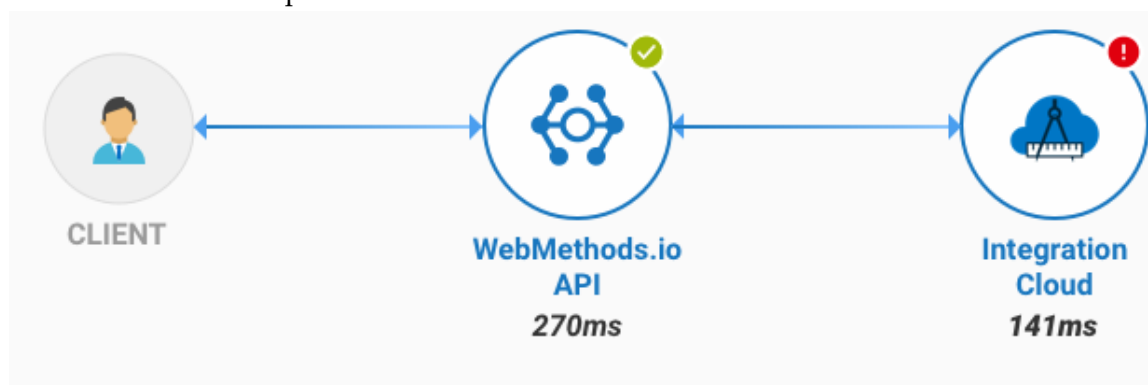 CLIENT
WebMethods.io
API
270ms
Integration
Cloud
141ms